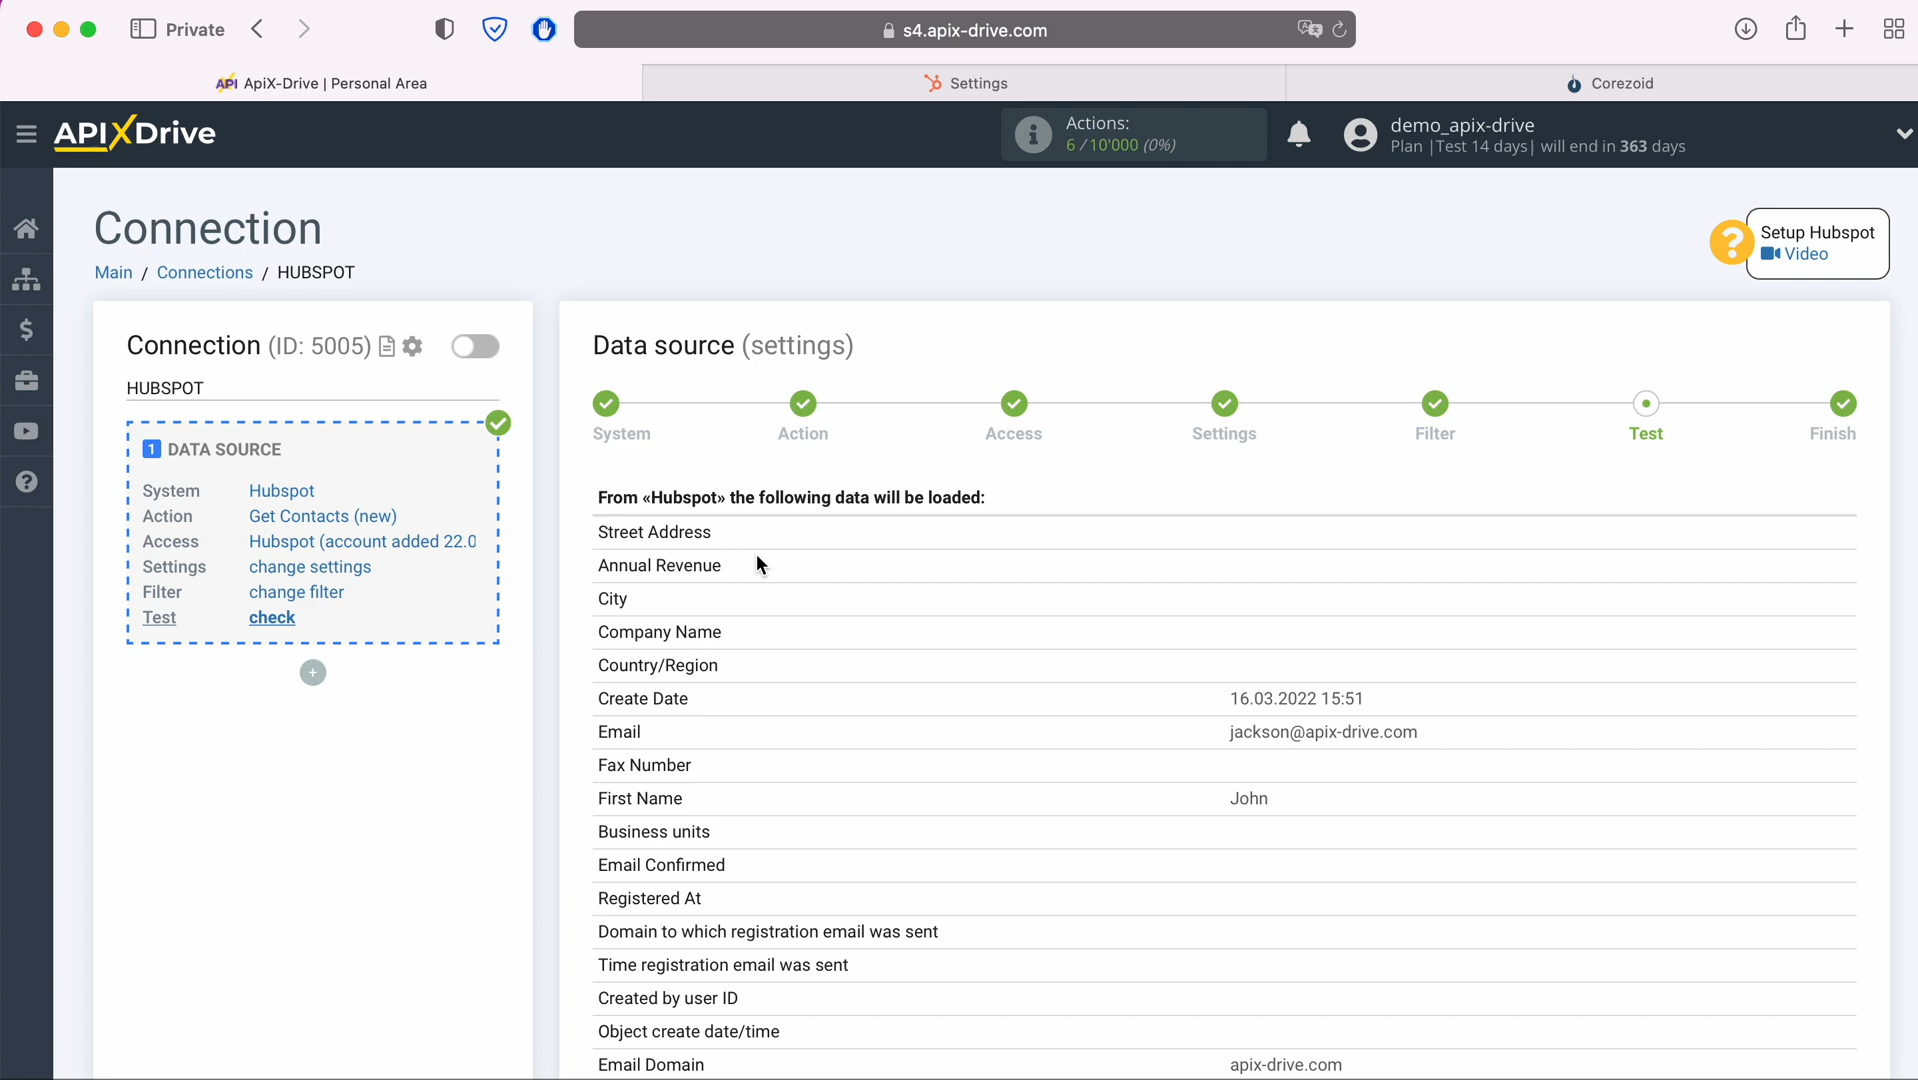 Private
s4.apix-drive.com
API ApiX-Drive | Personal Area
Settings
Corezoid
APIXDrive
Actions:
6 / 10'000 (0%)
demo_apix-drive
Plan |Test 14 days| will end in 363 days
Connection
Main / Connections / HUBSPOT
? Setup Hubspot
Video
Connection (ID: 5005)
HUBSPOT
1 DATA SOURCE
System Hubspot
Action Get Contacts (new)
Access Hubspot (account added 22.0
Settings change settings
Filter change filter
Test check
+
Data source (settings)
System Action Access Settings Filter Test Finish
From «Hubspot» the following data will be loaded:
Street Address
Annual Revenue
City
Company Name
Country/Region
Create Date 16.03.2022 15:51
Email jackson@apix-drive.com
Fax Number
First Name John
Business units
Email Confirmed
Registered At
Domain to which registration email was sent
Time registration email was sent
Created by user ID
Object create date/time
Email Domain apix-drive.com